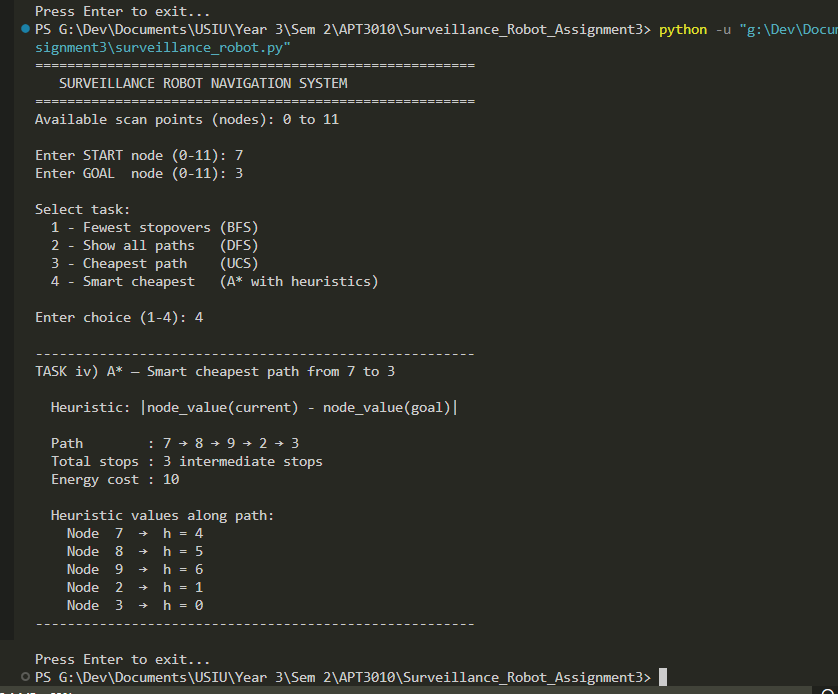 Press Enter to exit...
PS G:\Dev\Documents\USIU\Year 3\Sem 2\APT3010\Surveillance_Robot_Assignment3> python -u "g:\Dev\Docum
signment3\surveillance_robot.py"
=======================================================
SURVEILLANCE ROBOT NAVIGATION SYSTEM
=======================================================
Available scan points (nodes): 0 to 11
Enter START node (0-11): 7
Enter GOAL  node (0-11): 3
Select task:
1 - Fewest stopovers (BFS)
2 - Show all paths   (DFS)
3 - Cheapest path    (UCS)
4 - Smart cheapest   (A* with heuristics)
Enter choice (1-4): 4
-------------------------------------------------------
TASK iv) A* — Smart cheapest path from 7 to 3
Heuristic: |node_value(current) - node_value(goal)|
Path        : 7 → 8 → 9 → 2 → 3
Total stops : 3 intermediate stops
Energy cost : 10
Heuristic values along path:
Node  7  →  h = 4
Node  8  →  h = 5
Node  9  →  h = 6
Node  2  →  h = 1
Node  3  →  h = 0
-------------------------------------------------------
Press Enter to exit...
PS G:\Dev\Documents\USIU\Year 3\Sem 2\APT3010\Surveillance_Robot_Assignment3>